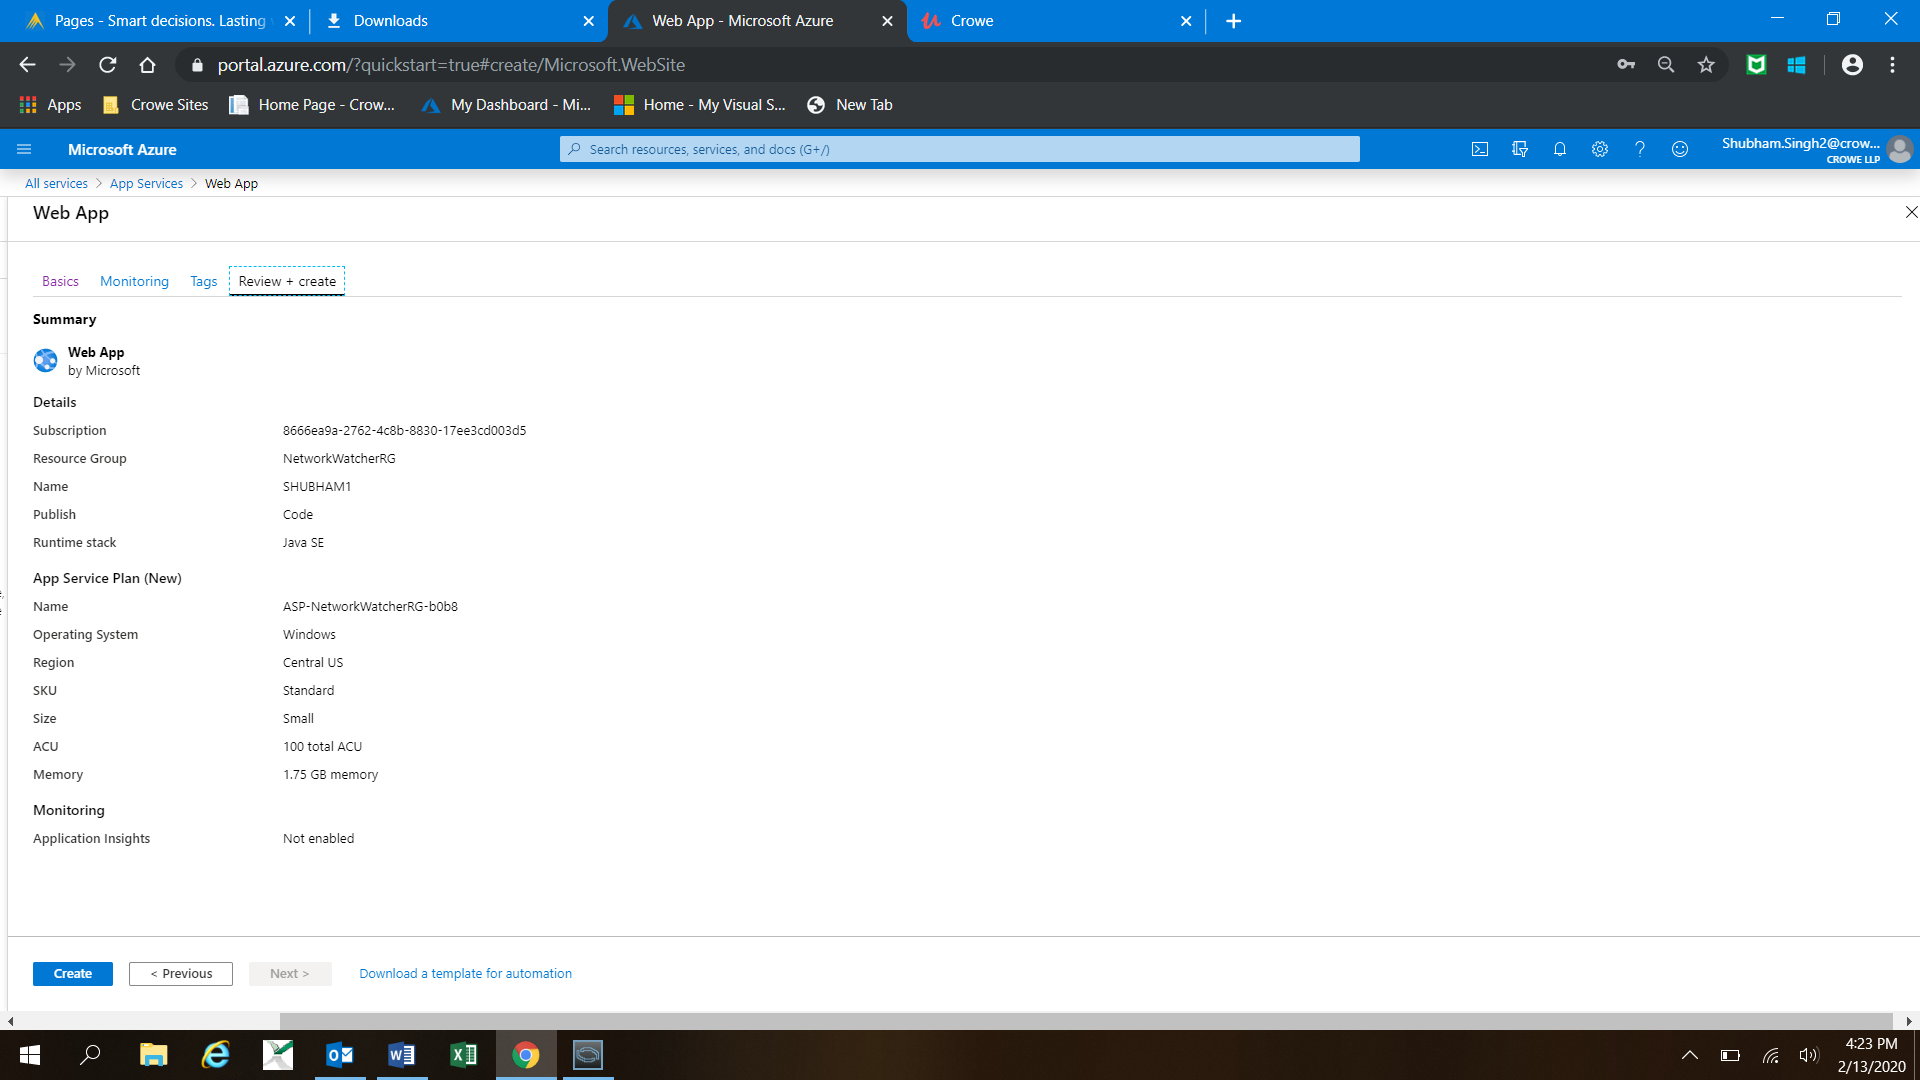 Pages - Smart decisions. Lasting
Downloads
Web App - Microsoft Azure
Crowe
portal.azure.com/?quickstart=true#create/Microsoft.WebSite
Apps
Crowe Sites
Home Page - Crow...
My Dashboard - Mi...
Home - My Visual S...
New Tab
Microsoft Azure
Search resources, services, and docs (G+/)
Shubham.Singh2@crow...
CROWE LLP
All services > App Services > Web App
Web App
Basics Monitoring Tags Review + create
Summary
Web App
by Microsoft
Details
Subscription 8666ea9a-2762-4c8b-8830-17ee3cd003d5
Resource Group NetworkWatcherRG
Name SHUBHAM1
Publish Code
Runtime stack Java SE
App Service Plan (New)
Name ASP-NetworkWatcherRG-b0b8
Operating System Windows
Region Central US
SKU Standard
Size Small
ACU 100 total ACU
Memory 1.75 GB memory
Monitoring
Application Insights Not enabled
Create < Previous Next > Download a template for automation
4:23 PM
2/13/2020